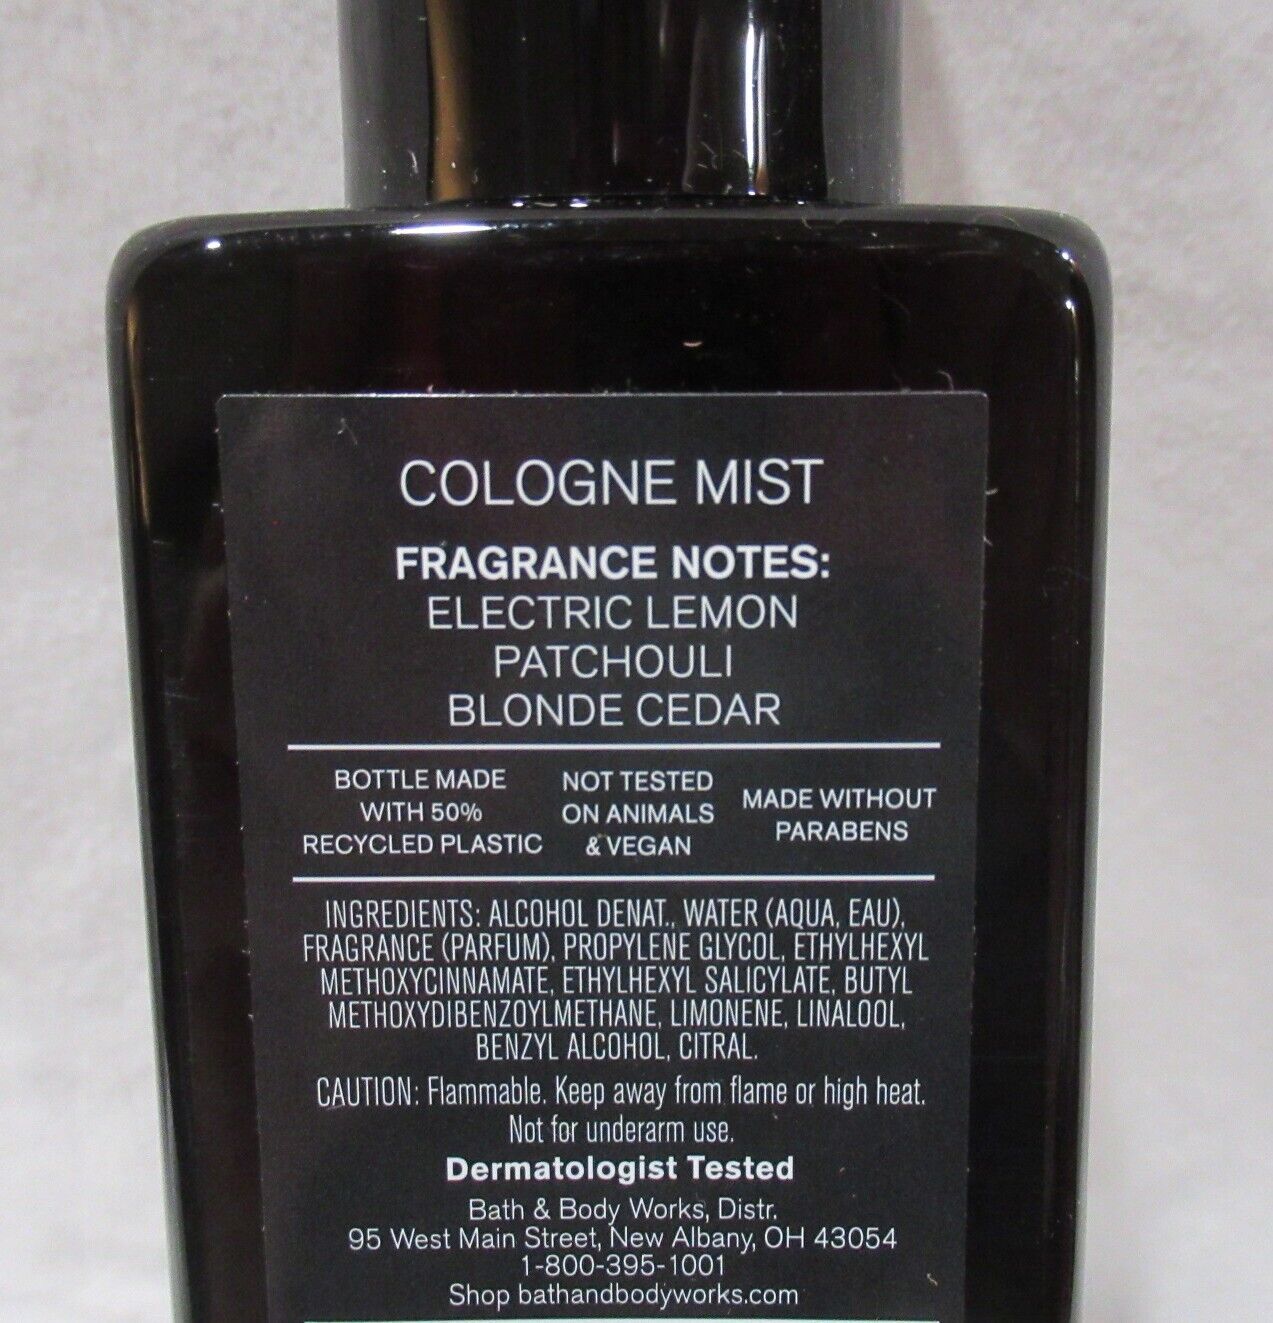 COLOGNE MIST
FRAGRANCE NOTES:
ELECTRIC LEMON
PATCHOULI
BLONDE CEDAR
BOTTLE MADE
WITH 50%
RECYCLED PLASTIC
NOT TESTED
ON ANIMALS
& VEGAN
MADE WITHOUT
PARABENS
INGREDIENTS: ALCOHOL DENAT., WATER (AQUA, EAU),
FRAGRANCE (PARFUM), PROPYLENE GLYCOL, ETHYLHEXYL
METHOXYCINNAMATE, ETHYLHEXYL SALICYLATE, BUTYL
METHOXYDIBENZOYLMETHANE, LIMONENE, LINALOOL,
BENZYL ALCOHOL, CITRAL.
CAUTION: Flammable. Keep away from flame or high heat.
Not for underarm use.
Dermatologist Tested
Bath & Body Works, Distr.
95 West Main Street, New Albany, OH 43054
1-800-395-1001
Shop bathandbodyworks.com